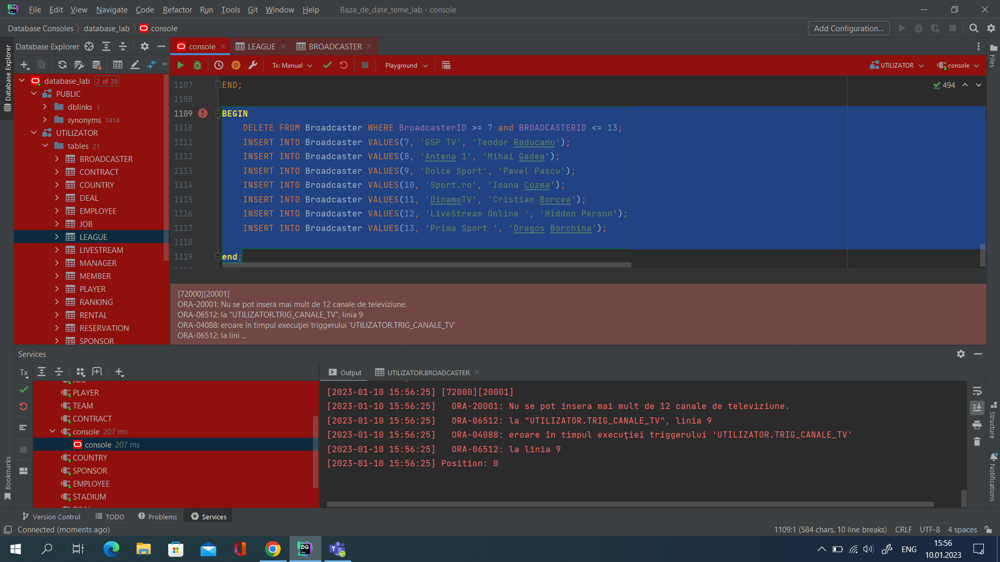 File Edit View Navigate Code Refactor Run Tools Git Window Help Baza_de_date_teme_lab - console
Database Consoles database_lab console Add Configuration...
Database Explorer
console LEAGUE BROADCASTER
Tx: Manual Playground UTILIZATOR console
database_lab 2 of 39
PUBLIC
dblinks 1
synonyms 7414
UTILIZATOR
tables 21
BROADCASTER
CONTRACT
COUNTRY
DEAL
EMPLOYEE
JOB
LEAGUE
LIVESTREAM
MANAGER
MEMBER
PLAYER
RANKING
RENTAL
RESERVATION
SPONSOR
Database Explorer
Files
494
1107 END;
1108
1109 BEGIN
1110 DELETE FROM Broadcaster WHERE BroadcasterID >= 7 and BROADCASTERID <= 13;
1111 INSERT INTO Broadcaster VALUES(7, 'GSP TV', 'Teodor Raducanu');
1112 INSERT INTO Broadcaster VALUES(8, 'Antena 1', 'Mihai Gadea');
1113 INSERT INTO Broadcaster VALUES(9, 'Dolce Sport', 'Pavel Pascu');
1114 INSERT INTO Broadcaster VALUES(10, 'Sport.ro', 'Ioana Cozma');
1115 INSERT INTO Broadcaster VALUES(11, 'DinamoTV', 'Cristian Borcea');
1116 INSERT INTO Broadcaster VALUES(12, 'LiveStream Online ', 'Hidden Person');
1117 INSERT INTO Broadcaster VALUES(13, 'Prima Sport ', 'Dragos Borchina');
1118
1119 end;
[72000][20001]
ORA-20001: Nu se pot insera mai mult de 12 canale de televiziune.
ORA-06512: la "UTILIZATOR.TRIG_CANALE_TV", linia 9
ORA-04088: eroare în timpul execuţiei triggerului 'UTILIZATOR.TRIG_CANALE_TV'
ORA-06512: la lini ...
Services
Tx
Output UTILIZATOR.BROADCASTER
JOB
PLAYER
TEAM
CONTRACT
console 207 ms
console 207 ms
COUNTRY
SPONSOR
EMPLOYEE
STADIUM
DEAL
[2023-01-10 15:56:25] [72000][20001]
[2023-01-10 15:56:25] ORA-20001: Nu se pot insera mai mult de 12 canale de televiziune.
[2023-01-10 15:56:25] ORA-06512: la "UTILIZATOR.TRIG_CANALE_TV", linia 9
[2023-01-10 15:56:25] ORA-04088: eroare în timpul execuţiei triggerului 'UTILIZATOR.TRIG_CANALE_TV'
[2023-01-10 15:56:25] ORA-06512: la linia 9
[2023-01-10 15:56:25] Position: 0
Structure
Notifications
Bookmarks
Version Control TODO Problems Services
Connected (moments ago) 1109:1 (584 chars, 10 line breaks) CRLF UTF-8 4 spaces
ENG 15:56
10.01.2023